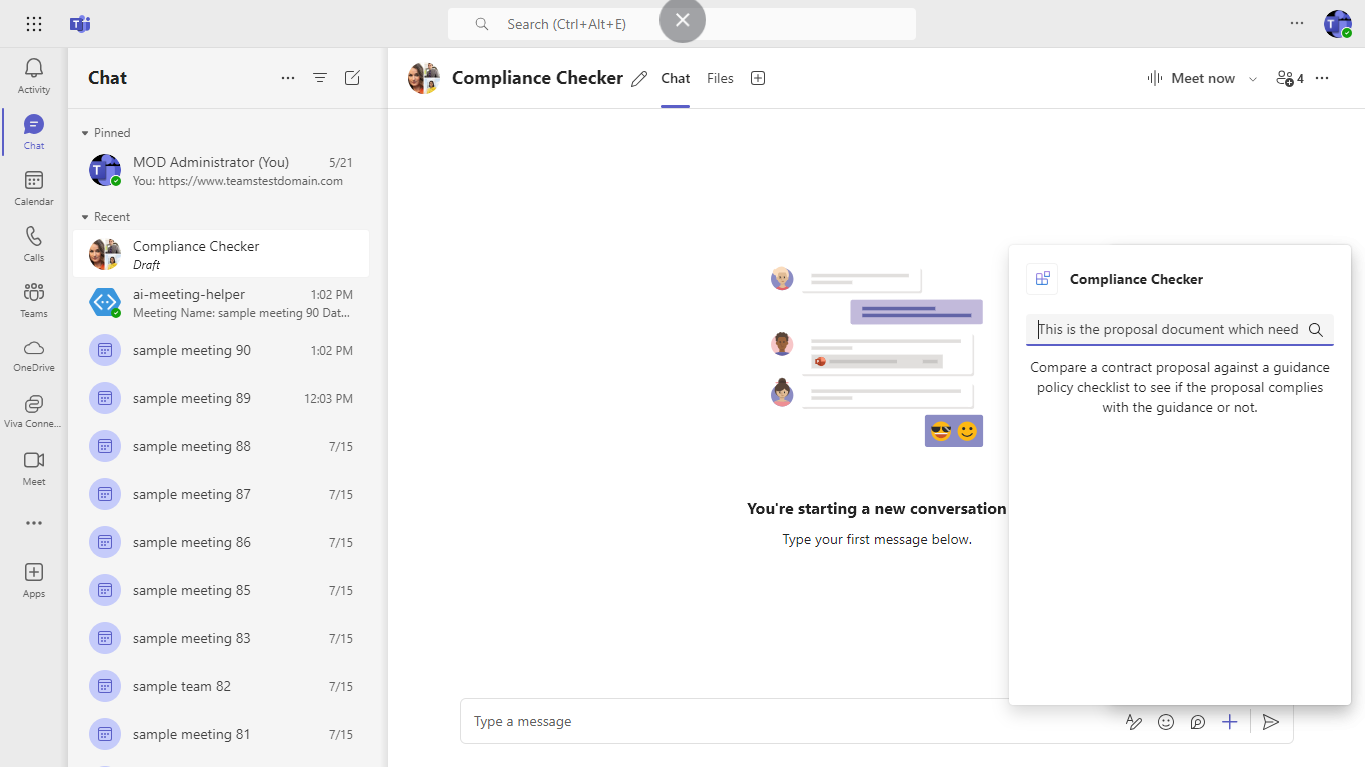 Search (Ctrl+Alt+E)
Activity
Chat
Calendar
Calls
Teams
OneDrive
Viva Conne...
Meet
Apps
Chat
Pinned
MOD Administrator (You) 5/21
You: https://www.teamstestdomain.com
Recent
Compliance Checker
Draft
ai-meeting-helper 1:02 PM
Meeting Name: sample meeting 90 Dat...
sample meeting 90 1:02 PM
sample meeting 89 12:03 PM
sample meeting 88 7/15
sample meeting 87 7/15
sample meeting 86 7/15
sample meeting 85 7/15
sample meeting 83 7/15
sample team 82 7/15
sample meeting 81 7/15
Compliance Checker Chat Files Meet now 4
You're starting a new conversation
Type your first message below.
Type a message
Compliance Checker
This is the proposal document which need
Compare a contract proposal against a guidance
policy checklist to see if the proposal complies
with the guidance or not.